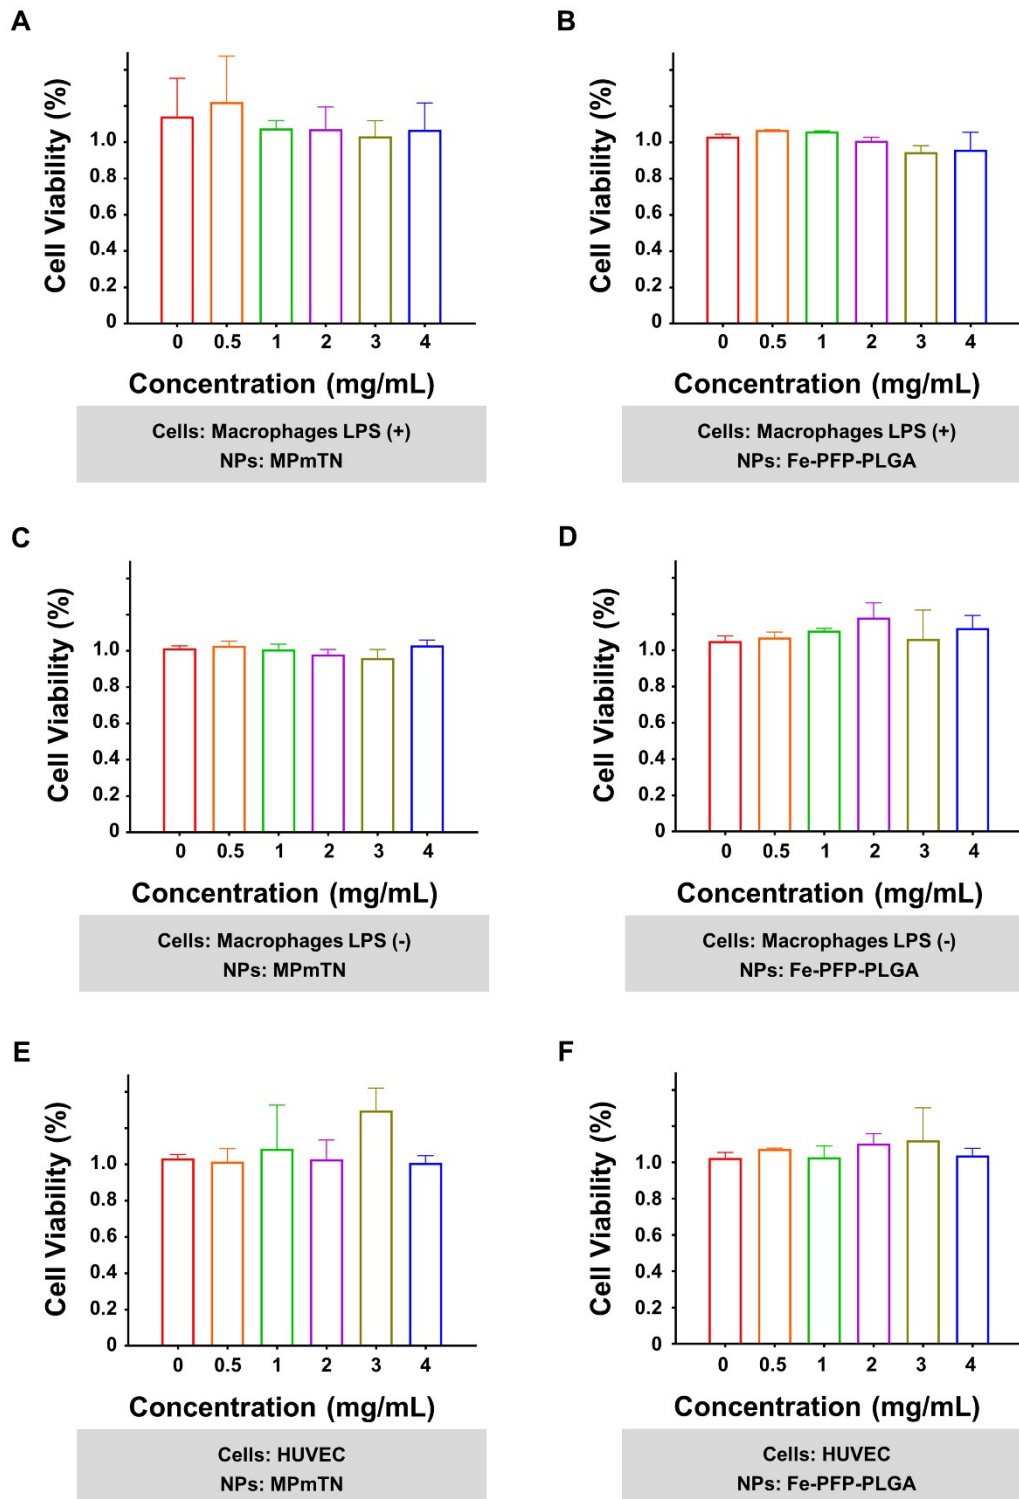 A
Cell Viability (%)
1.0
0.8
0.6
0.4
0.2
0
0 0.5 1 2 3 4
Concentration (mg/mL)
Cells: Macrophages LPS (+)
NPs: MPmTN
B
Cell Viability (%)
1.0
0.8
0.6
0.4
0.2
0
0 0.5 1 2 3 4
Concentration (mg/mL)
Cells: Macrophages LPS (+)
NPs: Fe-PFP-PLGA
C
Cell Viability (%)
1.0
0.8
0.6
0.4
0.2
0
0 0.5 1 2 3 4
Concentration (mg/mL)
Cells: Macrophages LPS (-)
NPs: MPmTN
D
Cell Viability (%)
1.0
0.8
0.6
0.4
0.2
0
0 0.5 1 2 3 4
Concentration (mg/mL)
Cells: Macrophages LPS (-)
NPs: Fe-PFP-PLGA
E
Cell Viability (%)
1.0
0.8
0.6
0.4
0.2
0
0 0.5 1 2 3 4
Concentration (mg/mL)
Cells: HUVEC
NPs: MPmTN
F
Cell Viability (%)
1.0
0.8
0.6
0.4
0.2
0
0 0.5 1 2 3 4
Concentration (mg/mL)
Cells: HUVEC
NPs: Fe-PFP-PLGA